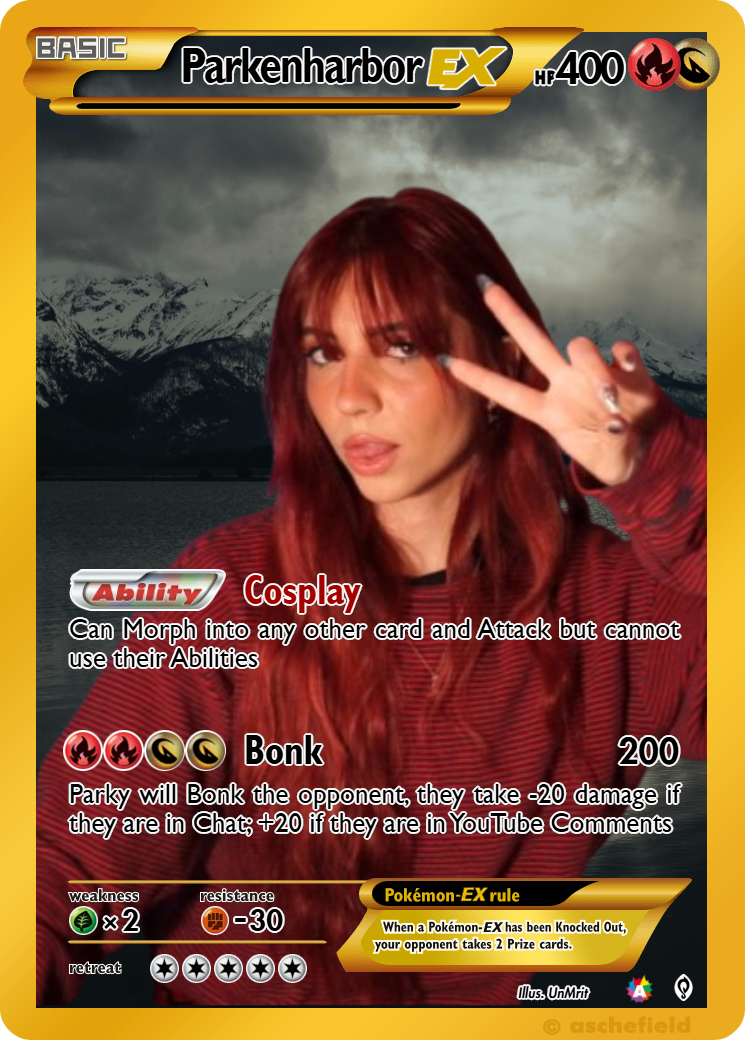 BASIC Parkenharbor EX HP 400
Ability Cosplay
Can Morph into any other card and Attack but cannot
use their Abilities
Bonk 200
Parky will Bonk the opponent, they take -20 damage if
they are in Chat; +20 if they are in YouTube Comments
weakness resistance
×2 -30
retreat
Pokémon-EX rule
When a Pokémon-EX has been Knocked Out,
your opponent takes 2 Prize cards.
Illus. UnMrit A
© aschefield